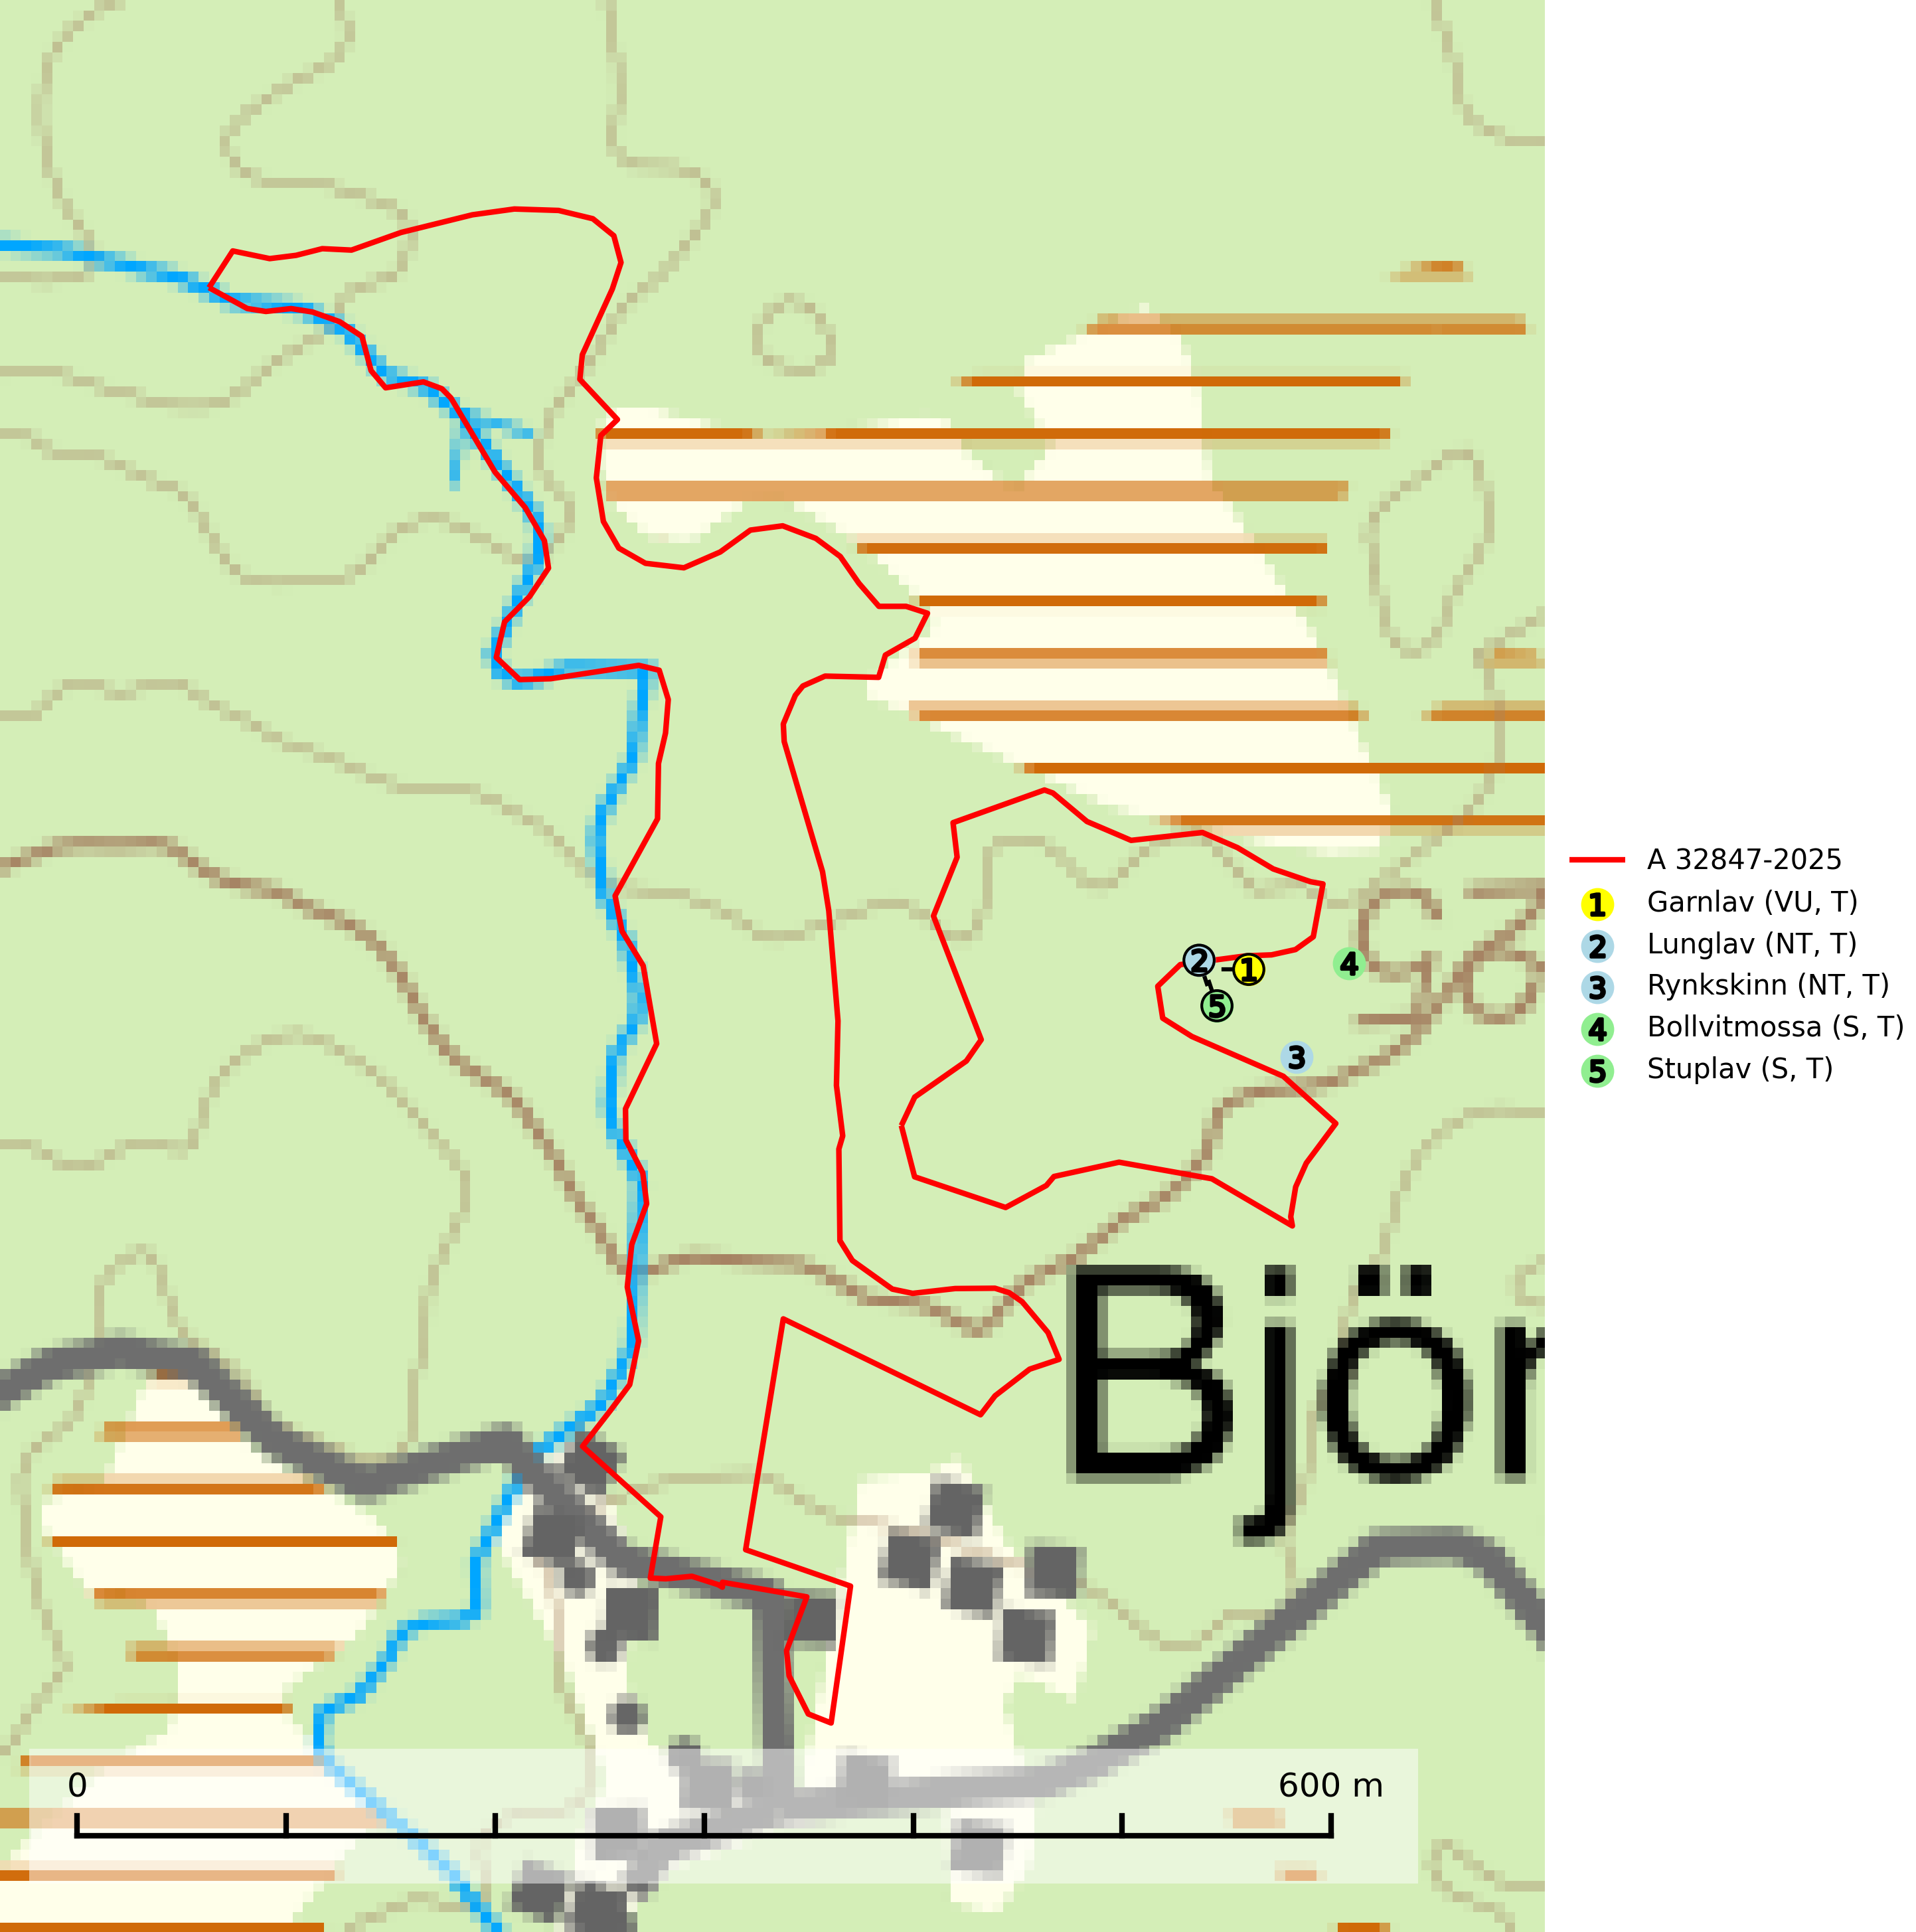 A 32847-2025
1 Garnlav (VU, T)
2 Lunglav (NT, T)
3 Rynkskinn (NT, T)
4 Bollvitmossa (S, T)
5 Stuplav (S, T)
2
1
4
5
3
Björ
0
600 m